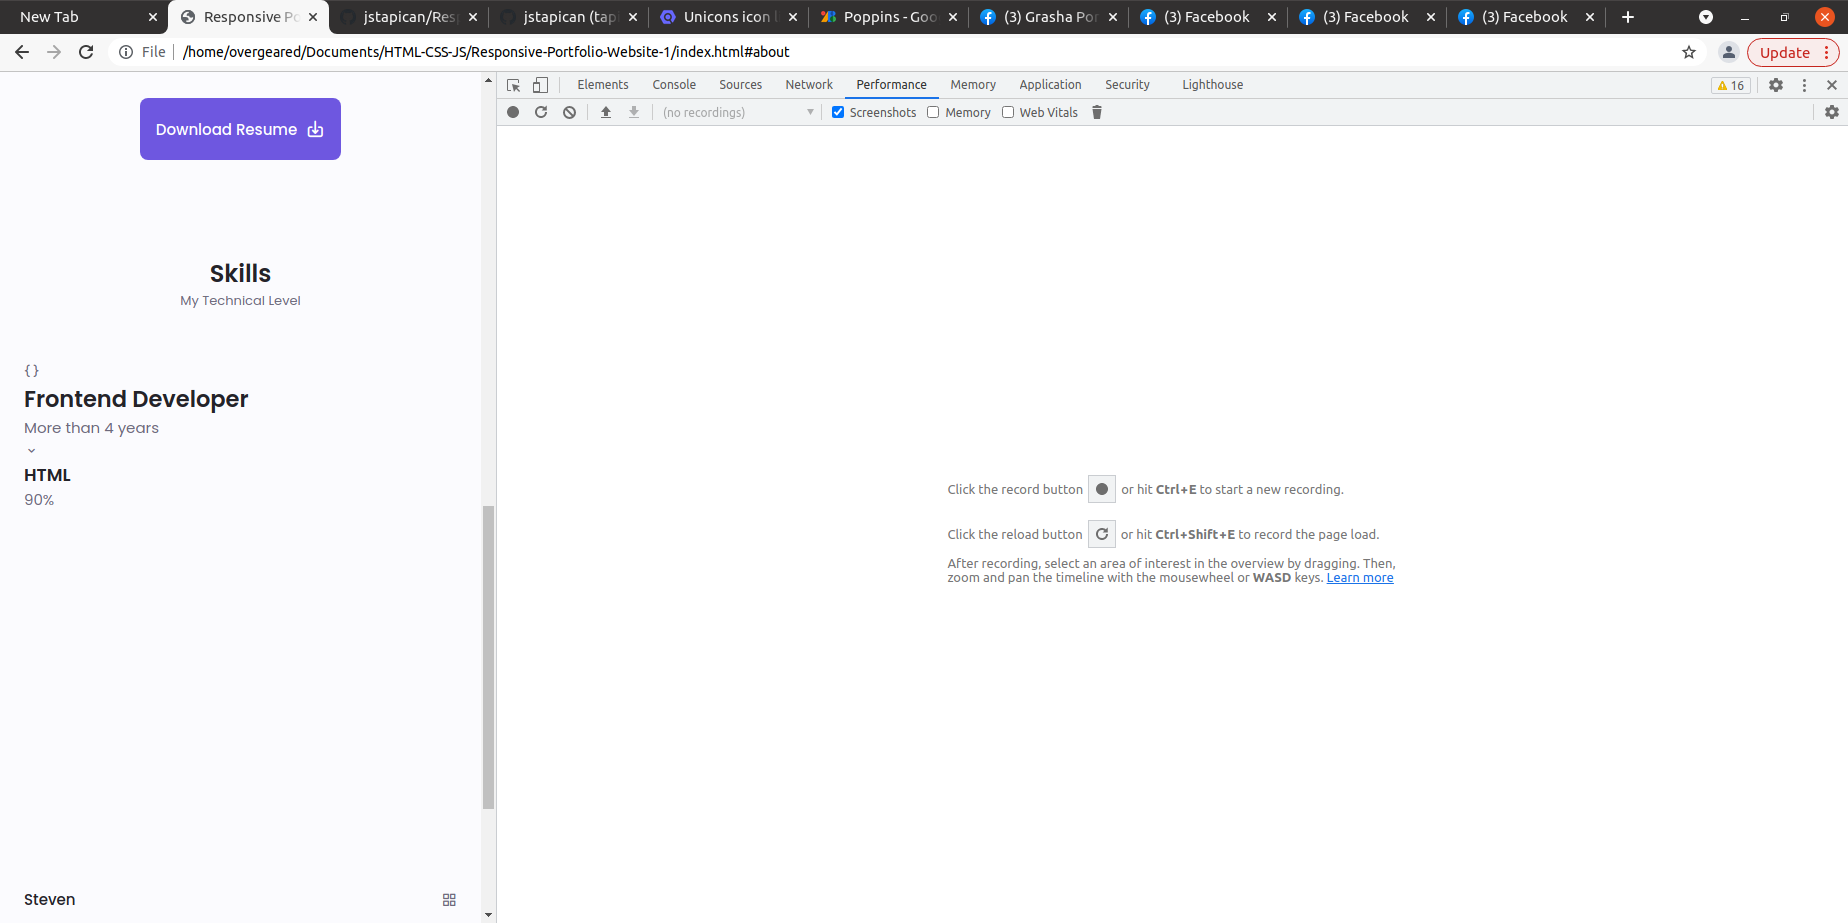 New Tab
Responsive Po
jstapican/Resp
jstapican (tap
Unicons icon l
Poppins - Goo
(3) Grasha Por
(3) Facebook
(3) Facebook
(3) Facebook
File
/home/overgeared/Documents/HTML-CSS-JS/Responsive-Portfolio-Website-1/index.html#about
Update
Elements Console Sources Network Performance Memory Application Security Lighthouse
16
(no recordings)
Screenshots Memory Web Vitals
Download Resume
Skills
My Technical Level
{}
Frontend Developer
More than 4 years
HTML
90%
Steven
Click the record button or hit Ctrl+E to start a new recording.
Click the reload button or hit Ctrl+Shift+E to record the page load.
After recording, select an area of interest in the overview by dragging. Then,
zoom and pan the timeline with the mousewheel or WASD keys. Learn more